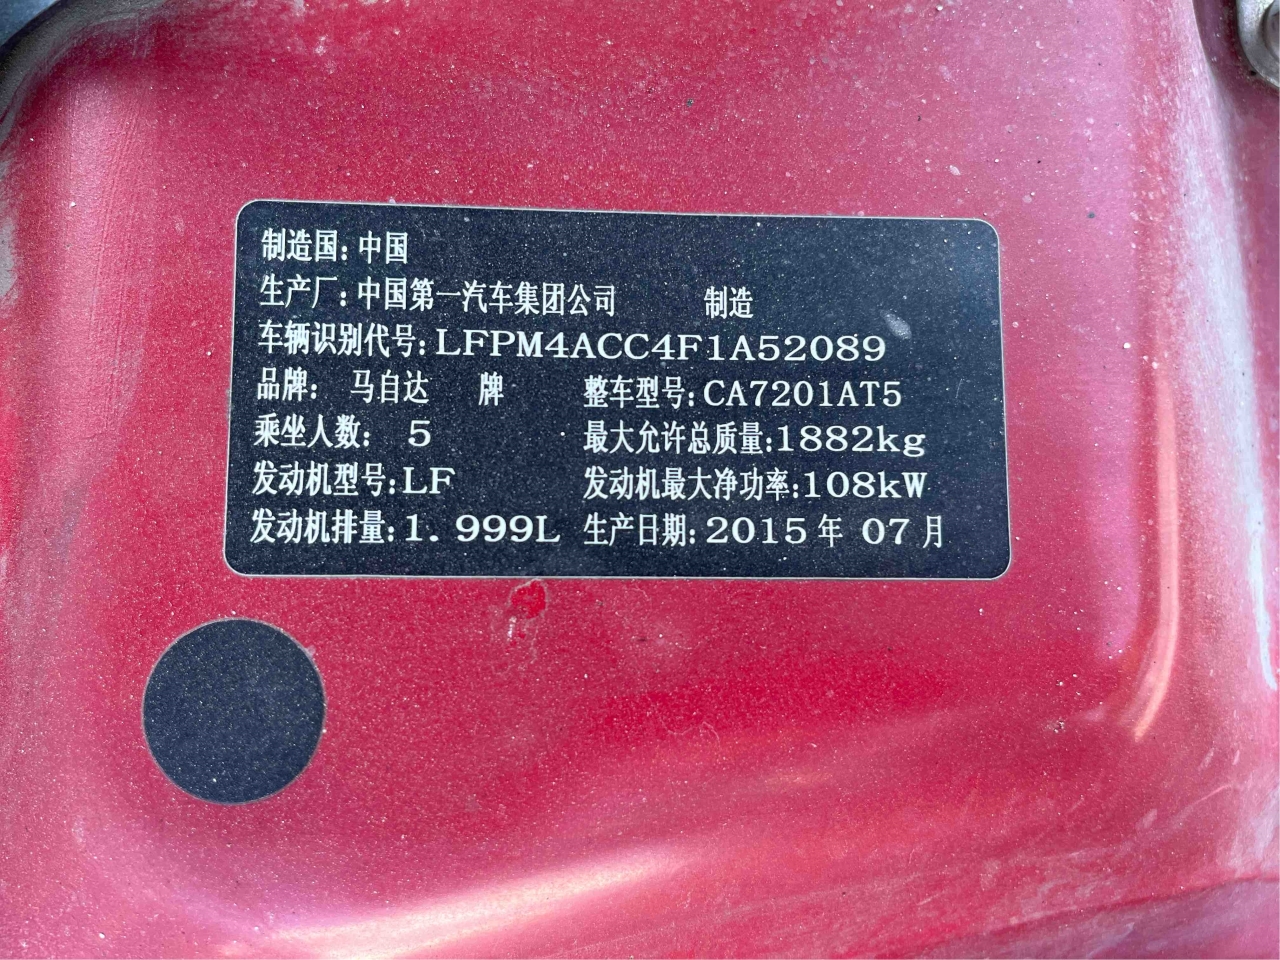 制造国：中国
生产厂：中国第一汽车集团公司 制造
车辆识别代号：LFPM4ACC4F1A52089
品牌： 马自达 牌 整车型号：CA7201AT5
乘坐人数： 5 最大允许总质量：1882kg
发动机型号：LF 发动机最大净功率：108kW
发动机排量：1. 999L 生产日期：2015 年 07 月